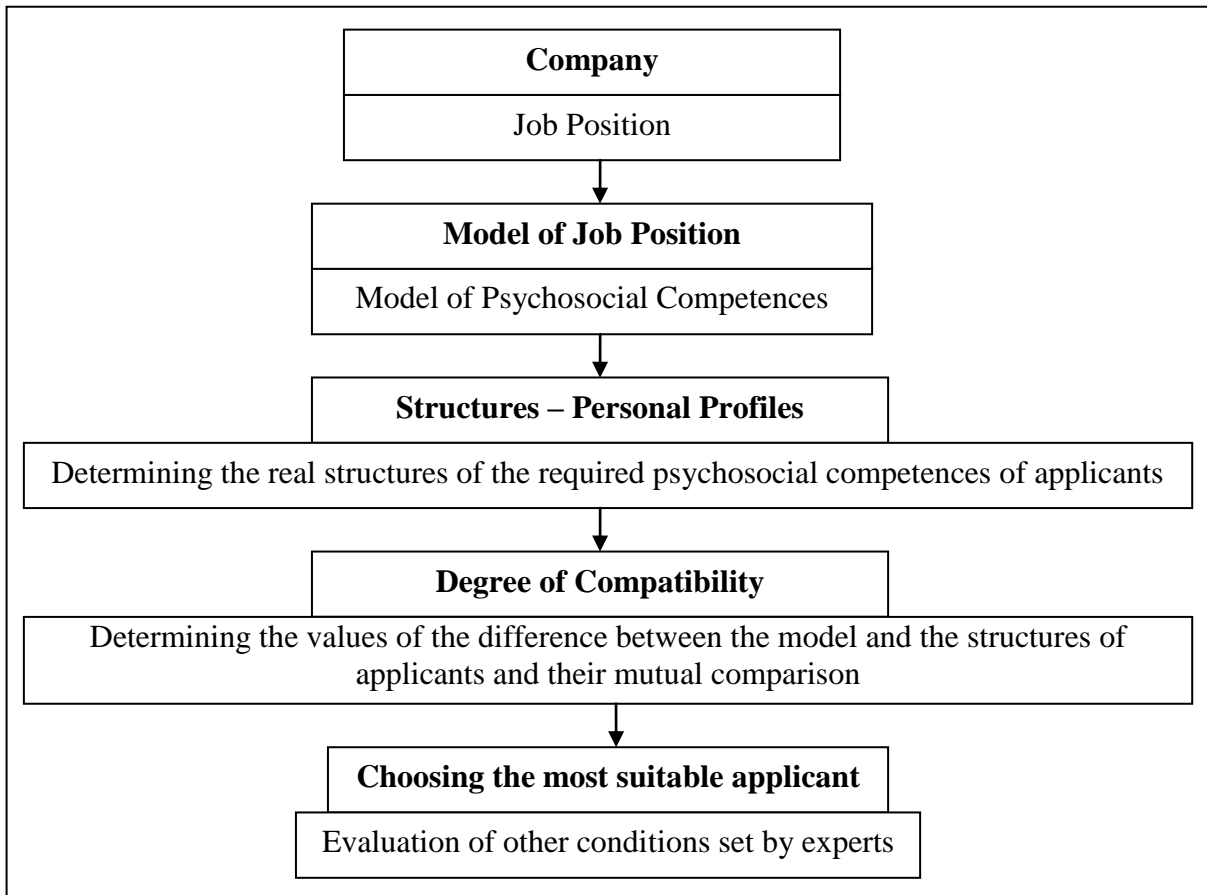 Company
Job Position
Model of Job Position
Model of Psychosocial Competences
Structures – Personal Profiles
Determining the real structures of the required psychosocial competences of applicants
Degree of Compatibility
Determining the values of the difference between the model and the structures of
applicants and their mutual comparison
Choosing the most suitable applicant
Evaluation of other conditions set by experts